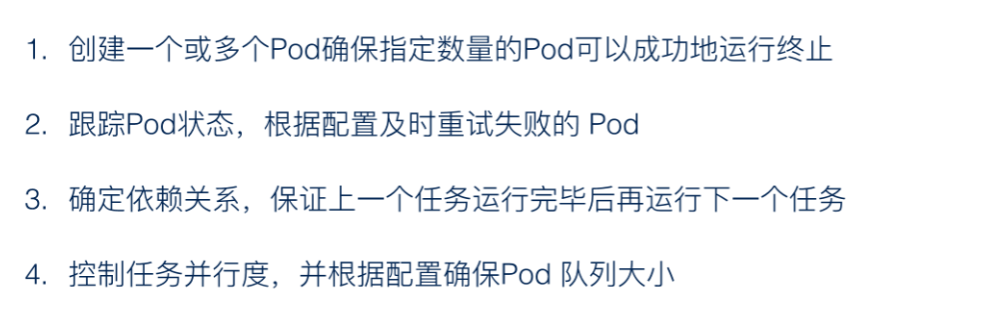 1. 创建一个或多个Pod确保指定数量的Pod可以成功地运行终止
2. 跟踪Pod状态，根据配置及时重试失败的 Pod
3. 确定依赖关系，保证上一个任务运行完毕后再运行下一个任务
4. 控制任务并行度，并根据配置确保Pod 队列大小